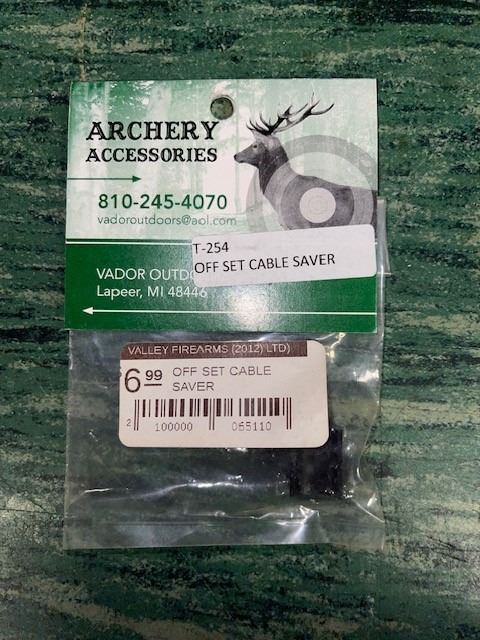 ARCHERY
ACCESSORIES
810-245-4070
vadoroutdoors@aol.com
T-254
OFF SET CABLE SAVER
VADOR OUTDO
Lapeer, MI 48446
VALLEY FIREARMS (2012) LTD)
6 99 OFF SET CABLE
SAVER
2 100000 065110